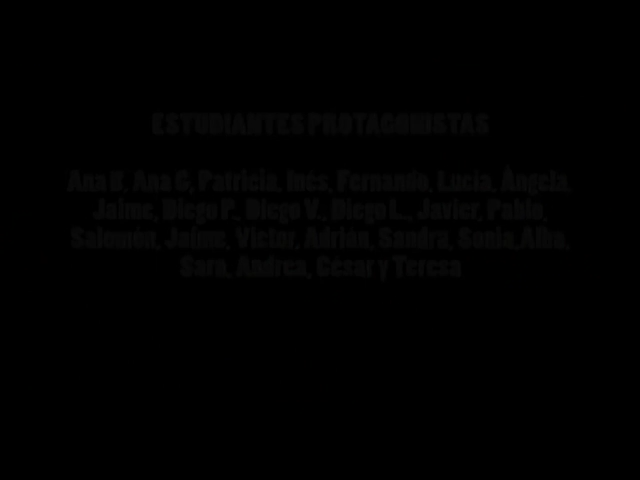 ESTUDIANTES PROTAGONISTAS
Ana B, Ana G, Patricia, Inés, Fernando, Lucía, Ángela,
Jaime, Diego P., Diego V., Diego L., Javier, Pablo,
Salomón, Jaime, Víctor, Adrián, Sandra, Sonia, Alba,
Sara, Andrea, César y Teresa